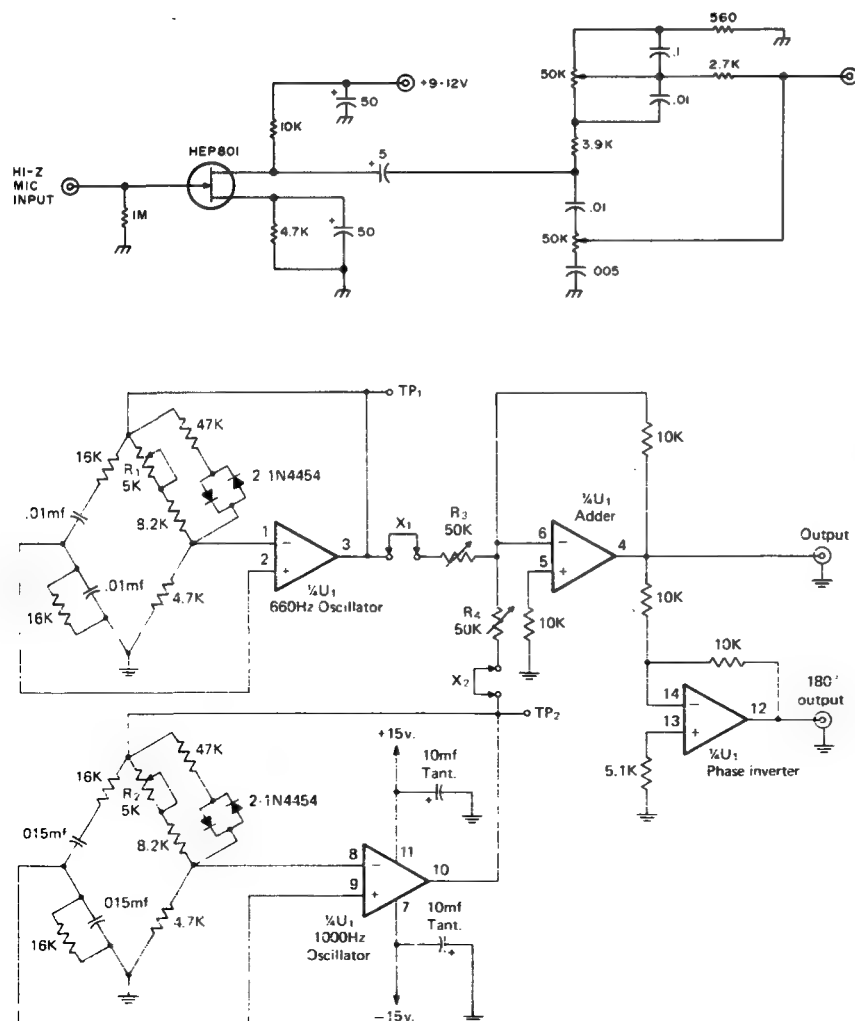 560
.1
50K
2.7K
+9-12V
+
50
.01
10K
HEP801
3.9K
+
5
HI-Z
MIC
INPUT
.01
1M
4.7K
+
50
50K
.005
TP1
47K
10K
16K
R1
5K
2-1N4454
8.2K
.01mf
1
−
2
+
3
X1
R3
50K
¼U1
Adder
6
−
5
+
4
Output
.01mf
4.7K
¼U1
660Hz Oscillator
16K
R4
50K
10K
10K
10K
X2
14
−
13
+
12
180°
output
TP2
+15v.
5.1K
¼U1
Phase inverter
47K
10mf
Tant.
+
16K
R2
5K
2-1N4454
015mf
8.2K
8
−
11
10
9
+
7
015mf
4.7K
10mf
Tant.
+
16K
¼U1
1000Hz
Oscillator
−15v.